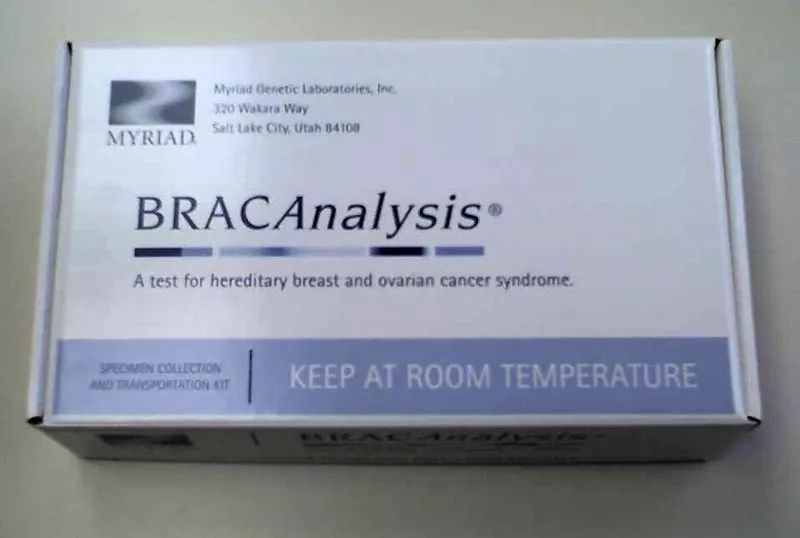 MYRIAD
Myriad Genetic Laboratories, Inc.
320 Wakara Way
Salt Lake City, Utah 84108
BRACAnalysis®
A test for hereditary breast and ovarian cancer syndrome.
SPECIMEN COLLECTION
AND TRANSPORTATION KIT
KEEP AT ROOM TEMPERATURE
BRACAnalysis